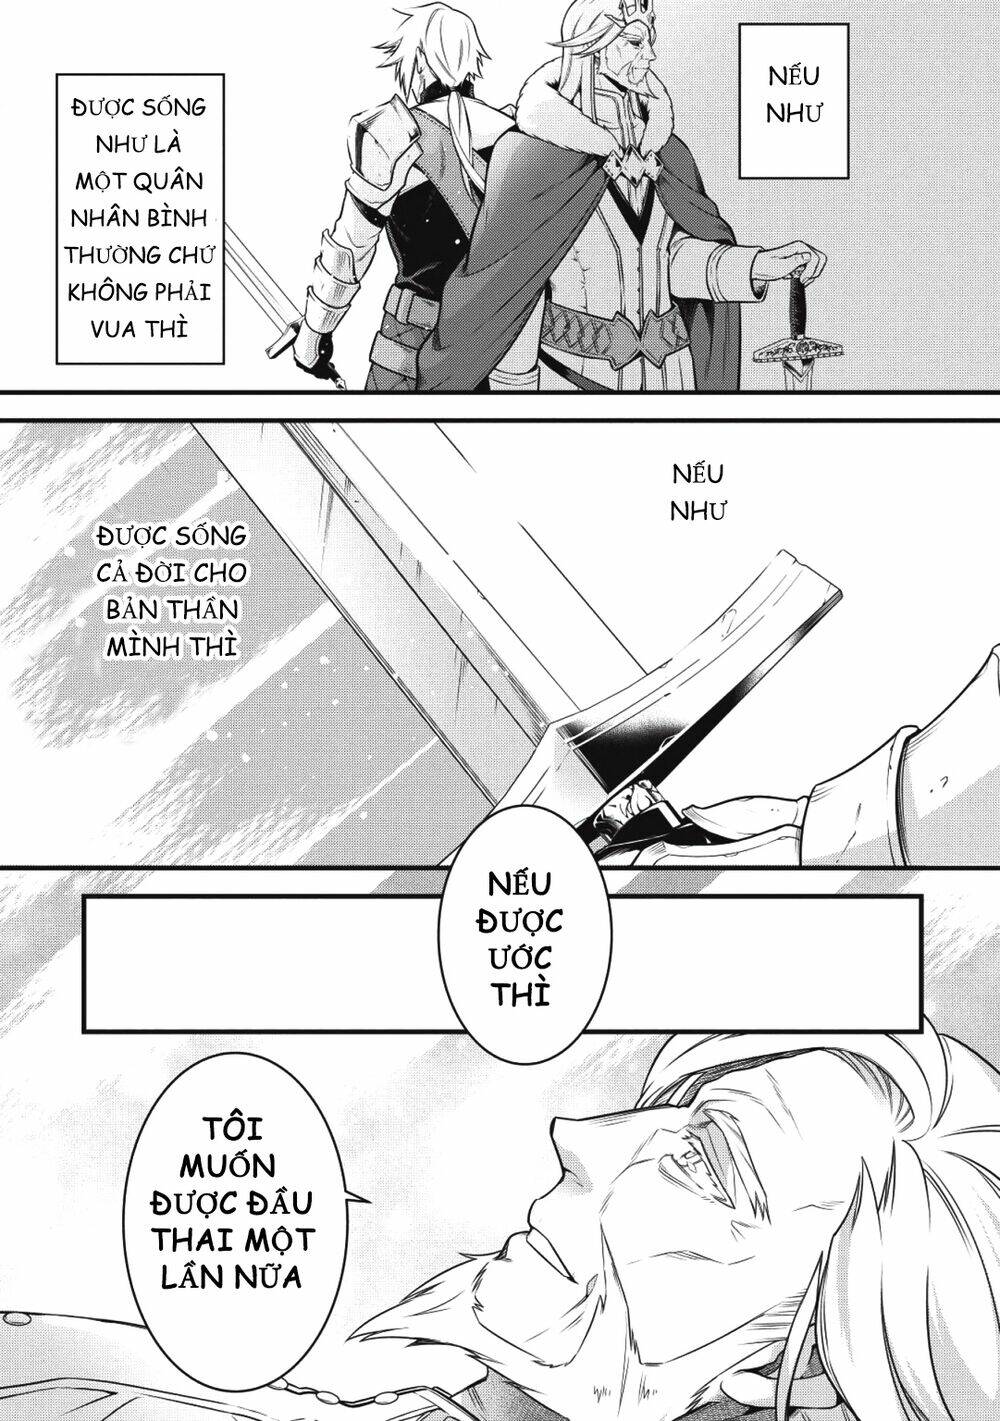 NẾU
NHƯ
ĐƯỢC SỐNG
NHƯ LÀ
MỘT QUÂN
NHÂN BÌNH
THƯỜNG CHỨ
KHÔNG PHẢI
VUA THÌ
NẾU
NHƯ
ĐƯỢC SỐNG
CẢ ĐỜI CHO
BẢN THẦN
MÌNH THÌ
NẾU
ĐƯỢC
ƯỚC
THÌ
TÔI
MUỐN
ĐƯỢC ĐẦU
THAI MỘT
LẦN NỮA